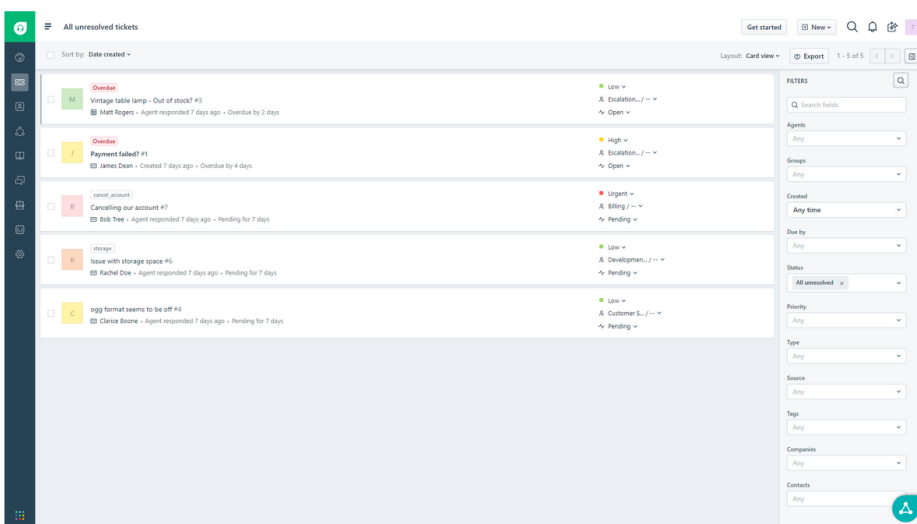 All unresolved tickets
Get started
New
Sort by: Date created
Layout: Card view
Export
1 - 5 of 5
M
Overdue
Vintage table lamp - Out of stock? #3
Matt Rogers • Agent responded 7 days ago • Overdue by 2 days
Low
Escalation... / --
Open
J
Overdue
Payment failed? #1
James Dean • Created 7 days ago • Overdue by 4 days
High
Escalation... / --
Open
B
cancel_account
Cancelling our account #7
Bob Tree • Agent responded 7 days ago • Pending for 7 days
Urgent
Billing / --
Pending
R
storage
Issue with storage space #6
Rachel Doe • Agent responded 7 days ago • Pending for 7 days
Low
Developmen... / --
Pending
C
ogg format seems to be off #4
Clarice Boone • Agent responded 7 days ago • Pending for 7 days
Low
Customer S... / --
Pending
FILTERS
Search fields
Agents
Any
Groups
Any
Created
Any time
Due by
Any
Status
All unresolved x
Priority
Any
Type
Any
Source
Any
Tags
Any
Companies
Any
Contacts
Any